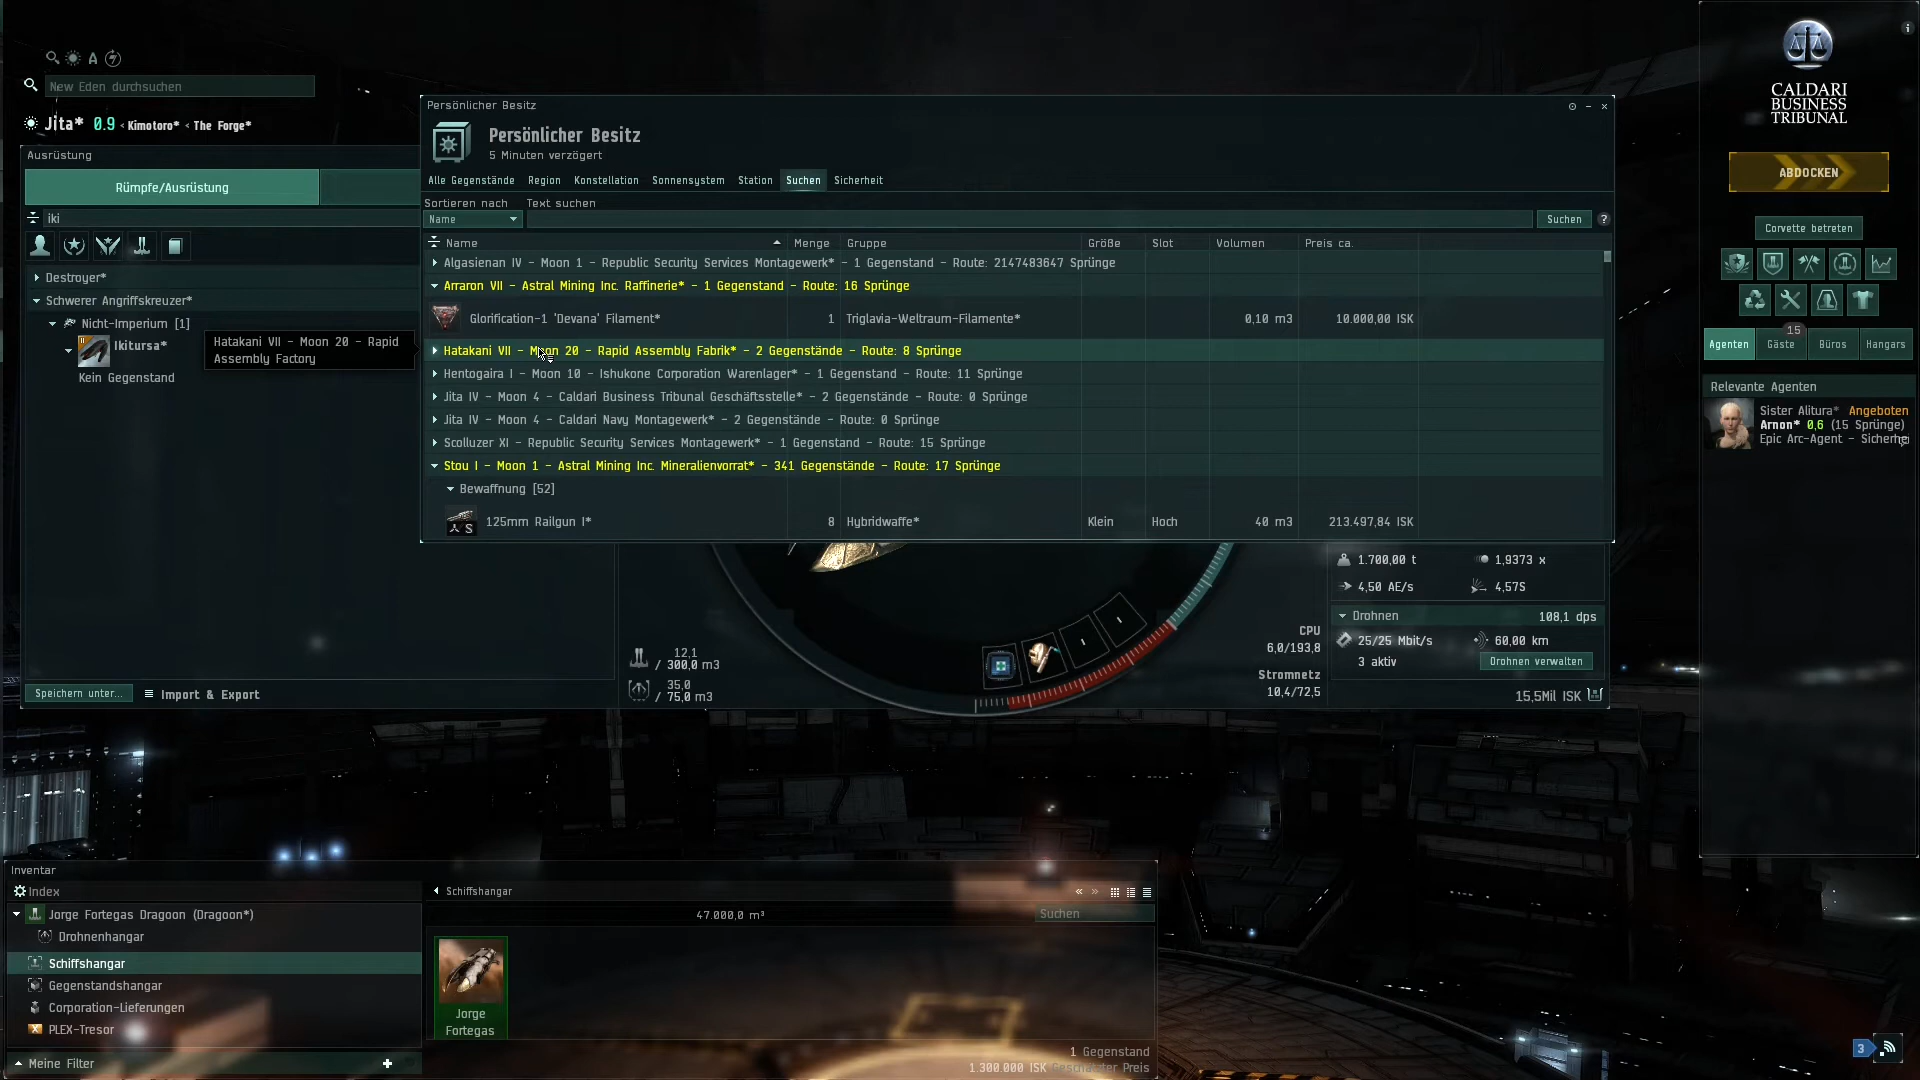 New Eden durchsuchen
Jita* 0.9 < Kimotoro* < The Forge*
Ausrüstung
Rümpfe/Ausrüstung
iki
Destroyer*
Schwerer Angriffskreuzer*
Nicht-Imperium [1]
Ikitursa*
Kein Gegenstand
Hatakani VII - Moon 20 - Rapid
Assembly Factory
Speichern unter...
Import & Export
Persönlicher Besitz
Persönlicher Besitz
5 Minuten verzögert
Alle Gegenstände Region Konstellation Sonnensystem Station Suchen Sicherheit
Sortieren nach Text suchen
Name Suchen ?
Name Menge Gruppe Größe Slot Volumen Preis ca.
Algasienan IV - Moon 1 - Republic Security Services Montagewerk* - 1 Gegenstand - Route: 2147483647 Sprünge
Arraron VII - Astral Mining Inc. Raffinerie* - 1 Gegenstand - Route: 16 Sprünge
Glorification-1 'Devana' Filament* 1 Triglavia-Weltraum-Filamente* 0,10 m3 10.000,00 ISK
Hatakani VII - Moon 20 - Rapid Assembly Fabrik* - 2 Gegenstände - Route: 8 Sprünge
Hentogaira I - Moon 10 - Ishukone Corporation Warenlager* - 1 Gegenstand - Route: 11 Sprünge
Jita IV - Moon 4 - Caldari Business Tribunal Geschäftsstelle* - 2 Gegenstände - Route: 0 Sprünge
Jita IV - Moon 4 - Caldari Navy Montagewerk* - 2 Gegenstände - Route: 0 Sprünge
Scolluzer XI - Republic Security Services Montagewerk* - 1 Gegenstand - Route: 15 Sprünge
Stou I - Moon 1 - Astral Mining Inc. Mineralienvorrat* - 341 Gegenstände - Route: 17 Sprünge
Bewaffnung [52]
125mm Railgun I* 8 Hybridwaffe* Klein Hoch 40 m3 213.497,84 ISK
12,1
/ 300,0 m3
35,0
/ 75,0 m3
CPU
6,0/193,8
Stromnetz
10,4/72,5
1.700,00 t 1,9373 x
4,50 AE/s 4,57S
Drohnen 108,1 dps
25/25 Mbit/s 60,00 km
3 aktiv Drohnen verwalten
15,5Mil ISK
CALDARI
BUSINESS
TRIBUNAL
ABDOCKEN
Corvette betreten
15
Agenten Gäste Büros Hangars
Relevante Agenten
Sister Alitura* Angeboten
Arnon* 0,6 (15 Sprünge)
Epic Arc-Agent - Sicherhe
Inventar
Index
Jorge Fortegas Dragoon (Dragoon*)
Drohnenhangar
Schiffshangar
Gegenstandshangar
Corporation-Lieferungen
PLEX-Tresor
Meine Filter
Schiffshangar
47.000,0 m³
Suchen
Jorge
Fortegas
1 Gegenstand
1.300.000 ISK Geschätzter Preis
3